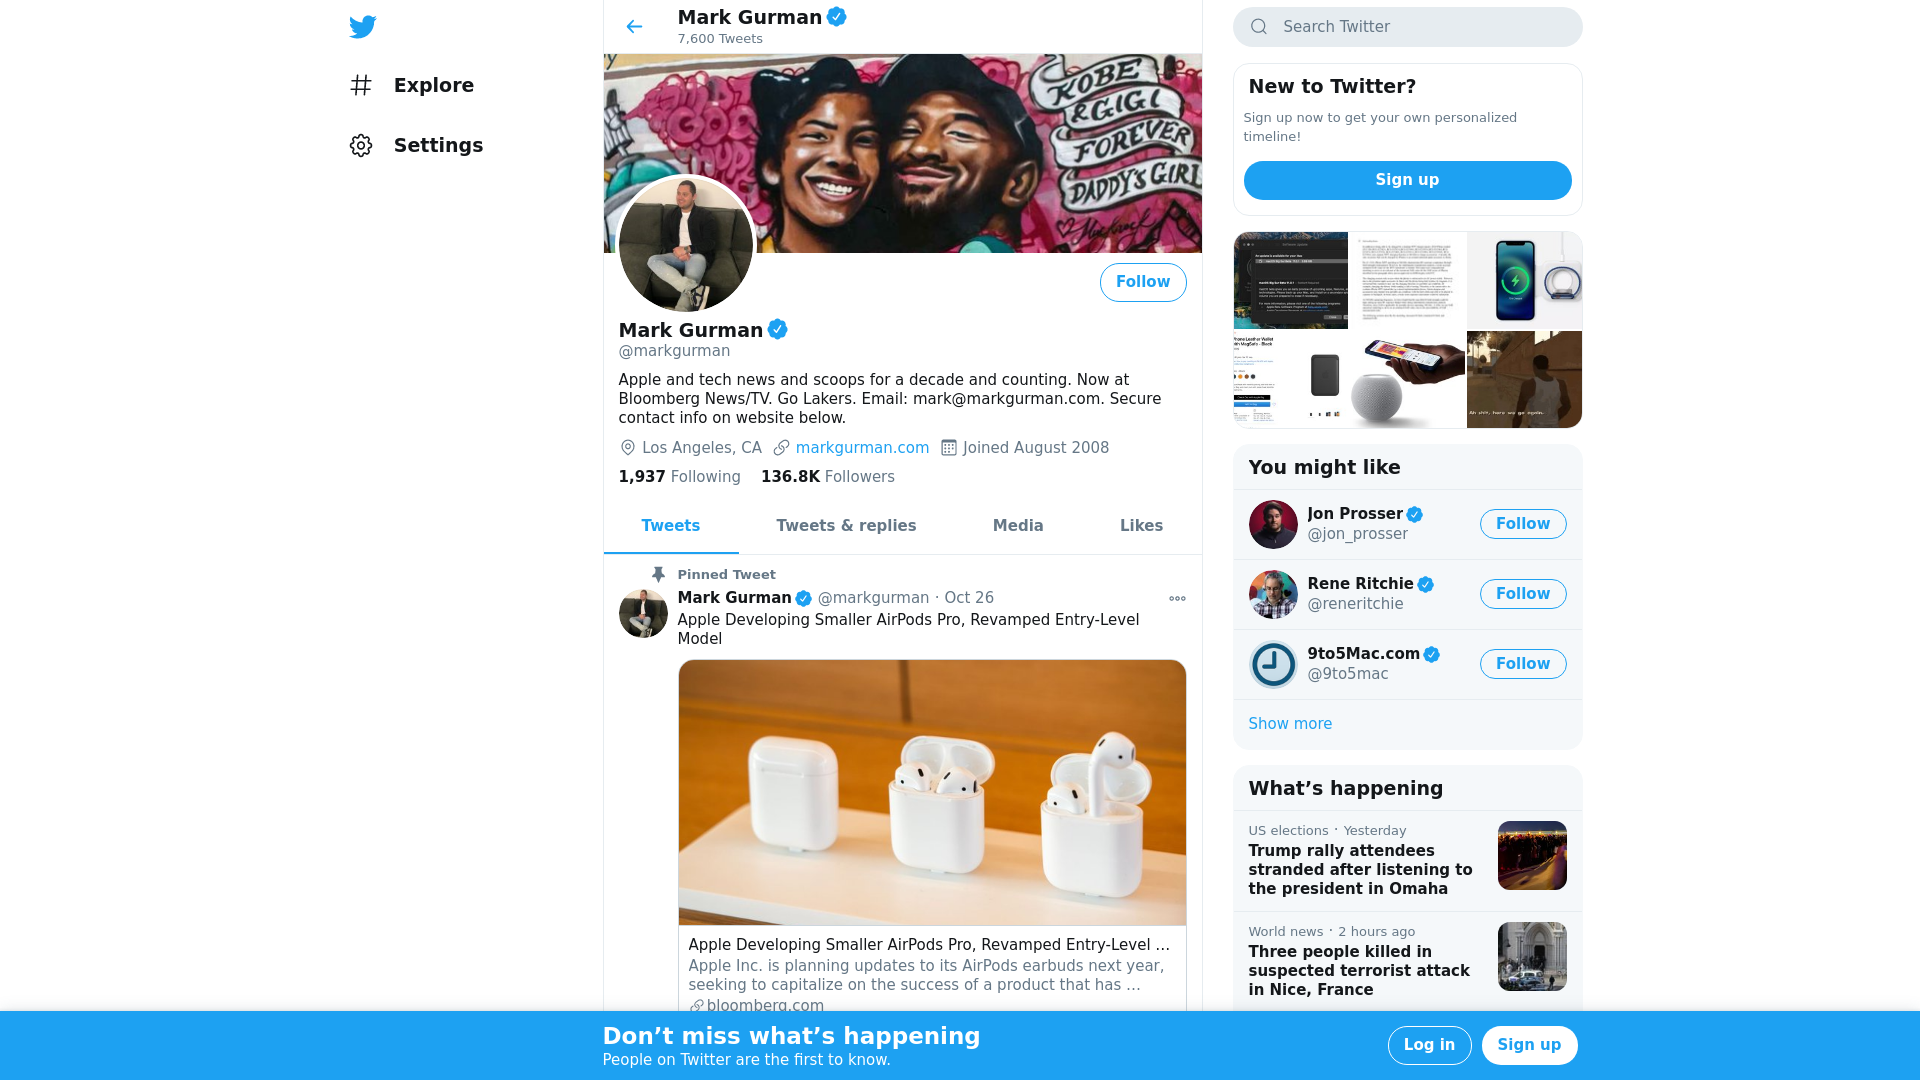 Explore
Settings
Mark Gurman
7,600 Tweets
KOBE
& GIGI
FOREVER
DADDY'S GIRL
Follow
Mark Gurman
@markgurman
Apple and tech news and scoops for a decade and counting. Now at
Bloomberg News/TV. Go Lakers. Email: mark@markgurman.com. Secure
contact info on website below.
Los Angeles, CA markgurman.com Joined August 2008
1,937 Following 136.8K Followers
Tweets Tweets & replies Media Likes
Pinned Tweet
Mark Gurman @markgurman · Oct 26
Apple Developing Smaller AirPods Pro, Revamped Entry-Level
Model
Apple Developing Smaller AirPods Pro, Revamped Entry-Level …
Apple Inc. is planning updates to its AirPods earbuds next year,
seeking to capitalize on the success of a product that has …
bloomberg.com
Search Twitter
New to Twitter?
Sign up now to get your own personalized
timeline!
Sign up
Ah shit, here we go again.
You might like
Jon Prosser
@jon_prosser
Follow
Rene Ritchie
@reneritchie
Follow
9to5Mac.com
@9to5mac
Follow
Show more
What’s happening
US elections · Yesterday
Trump rally attendees
stranded after listening to
the president in Omaha
World news · 2 hours ago
Three people killed in
suspected terrorist attack
in Nice, France
Don’t miss what’s happening
People on Twitter are the first to know.
Log in
Sign up